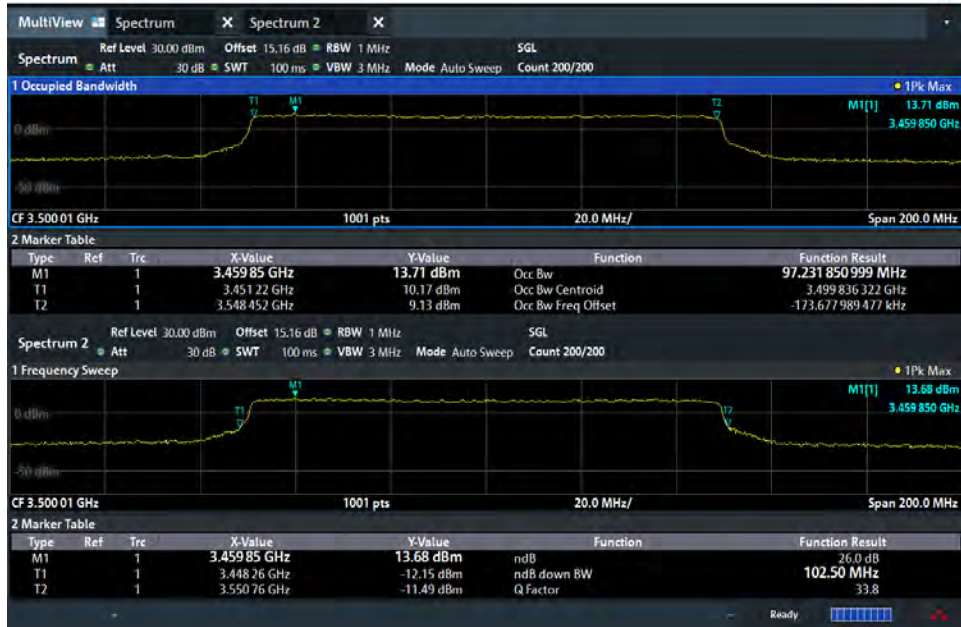 MultiView Spectrum X Spectrum 2 X
Ref Level 30.00 dBm Offset 15.16 dB RBW 1 MHz SGL
Spectrum Att 30 dB SWT 100 ms VBW 3 MHz Mode Auto Sweep Count 200/200
1 Occupied Bandwidth 1Pk Max
T1 M1 T2 M1[1] 13.71 dBm
3.459 850 GHz
0 dBm
-50 dBm
CF 3.500 01 GHz 1001 pts 20.0 MHz/ Span 200.0 MHz
2 Marker Table
Type Ref Trc X-Value Y-Value Function Function Result
M1 1 3.459 85 GHz 13.71 dBm Occ Bw 97.231 850 999 MHz
T1 1 3.451 22 GHz 10.17 dBm Occ Bw Centroid 3.499 836 322 GHz
T2 1 3.548 452 GHz 9.13 dBm Occ Bw Freq Offset -173.677 989 477 kHz
Ref Level 30.00 dBm Offset 15.16 dB RBW 1 MHz SGL
Spectrum 2 Att 30 dB SWT 100 ms VBW 3 MHz Mode Auto Sweep Count 200/200
1 Frequency Sweep 1Pk Max
M1 M1[1] 13.68 dBm
3.459 850 GHz
0 dBm T1 T2
-50 dBm
CF 3.500 01 GHz 1001 pts 20.0 MHz/ Span 200.0 MHz
2 Marker Table
Type Ref Trc X-Value Y-Value Function Function Result
M1 1 3.459 85 GHz 13.68 dBm ndB 26.0 dB
T1 1 3.448 26 GHz -12.15 dBm ndB down BW 102.50 MHz
T2 1 3.550 76 GHz -11.49 dBm Q Factor 33.8
Ready